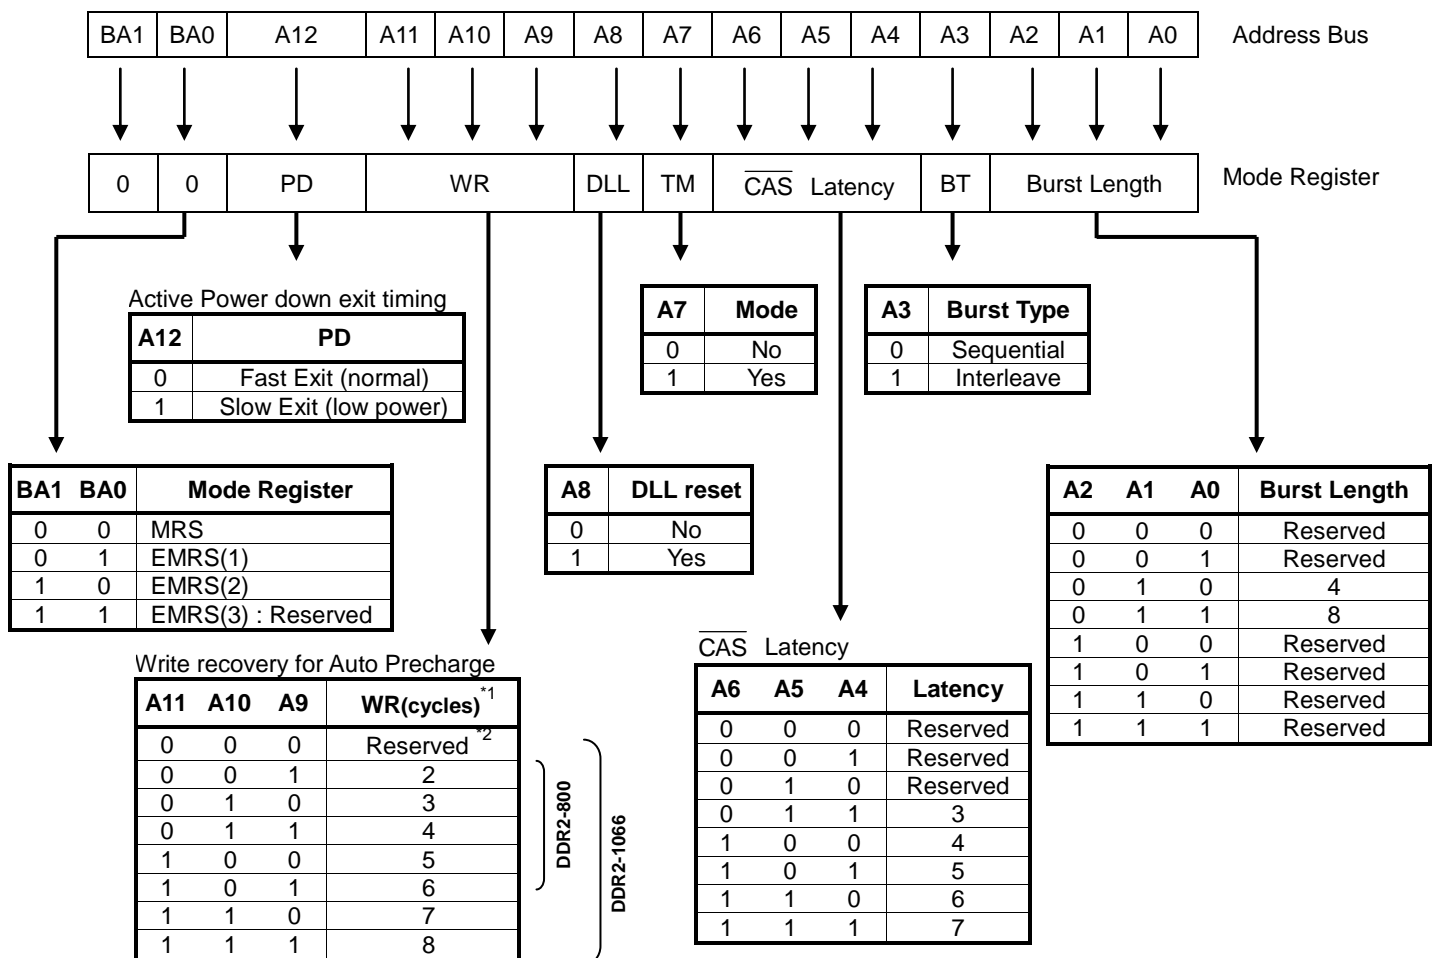 BA1 BA0 A12 A11 A10 A9 A8 A7 A6 A5 A4 A3 A2 A1 A0 Address Bus
0 0 PD WR DLL TM CAS Latency BT Burst Length Mode Register
Active Power down exit timing
A12 PD
0 Fast Exit (normal)
1 Slow Exit (low power)
A7 Mode
0 No
1 Yes
A3 Burst Type
0 Sequential
1 Interleave
BA1 BA0 Mode Register
0 0 MRS
0 1 EMRS(1)
1 0 EMRS(2)
1 1 EMRS(3) : Reserved
A8 DLL reset
0 No
1 Yes
A2 A1 A0 Burst Length
0 0 0 Reserved
0 0 1 Reserved
0 1 0 4
0 1 1 8
1 0 0 Reserved
1 0 1 Reserved
1 1 0 Reserved
1 1 1 Reserved
Write recovery for Auto Precharge
A11 A10 A9 WR(cycles)*1
0 0 0 Reserved *2
0 0 1 2
0 1 0 3
0 1 1 4
1 0 0 5
1 0 1 6
1 1 0 7
1 1 1 8
DDR2-800
DDR2-1066
CAS Latency
A6 A5 A4 Latency
0 0 0 Reserved
0 0 1 Reserved
0 1 0 Reserved
0 1 1 3
1 0 0 4
1 0 1 5
1 1 0 6
1 1 1 7